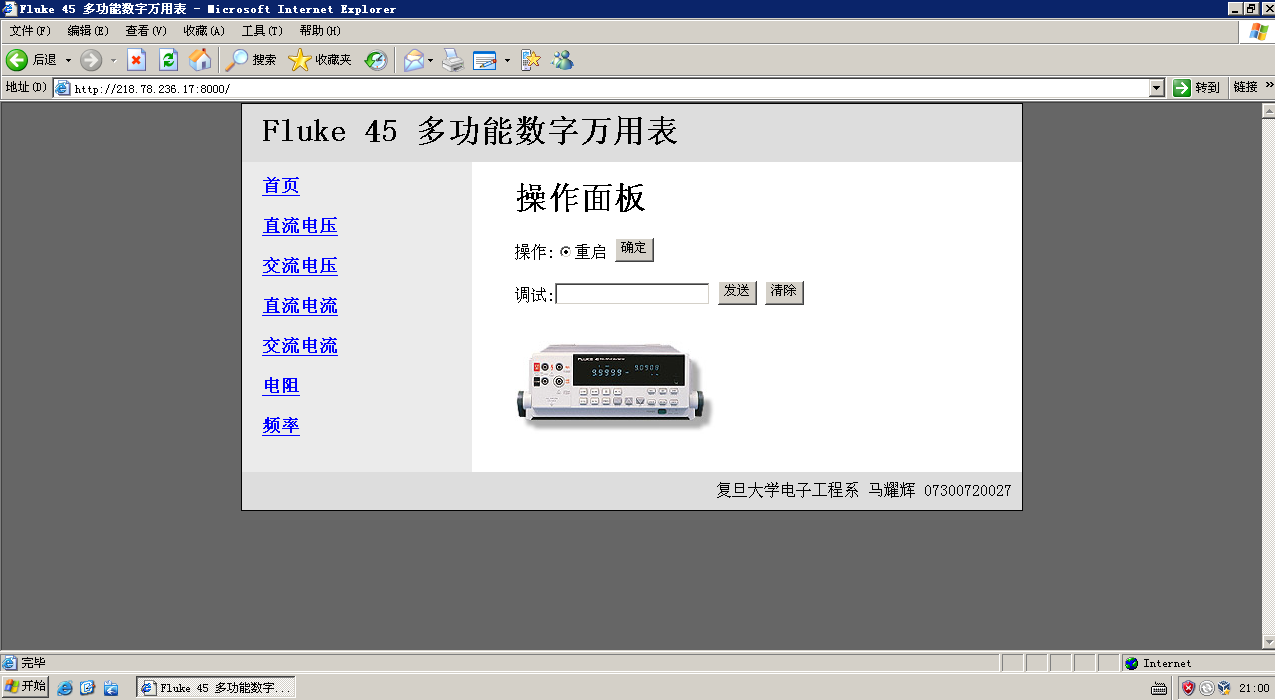 Fluke 45 多功能数字万用表 - Microsoft Internet Explorer
文件(F) 编辑(E) 查看(V) 收藏(A) 工具(T) 帮助(H)
后退 搜索 收藏夹
地址(D) http://218.78.236.17:8000/ 转到 链接 »
Fluke 45 多功能数字万用表
首页
直流电压
交流电压
直流电流
交流电流
电阻
频率
操作面板
操作: 重启 确定
调试: 发送 清除
FLUKE 45
复旦大学电子工程系 马耀辉 07300720027
完毕 Internet
开始 Fluke 45 多功能数字... 21:00